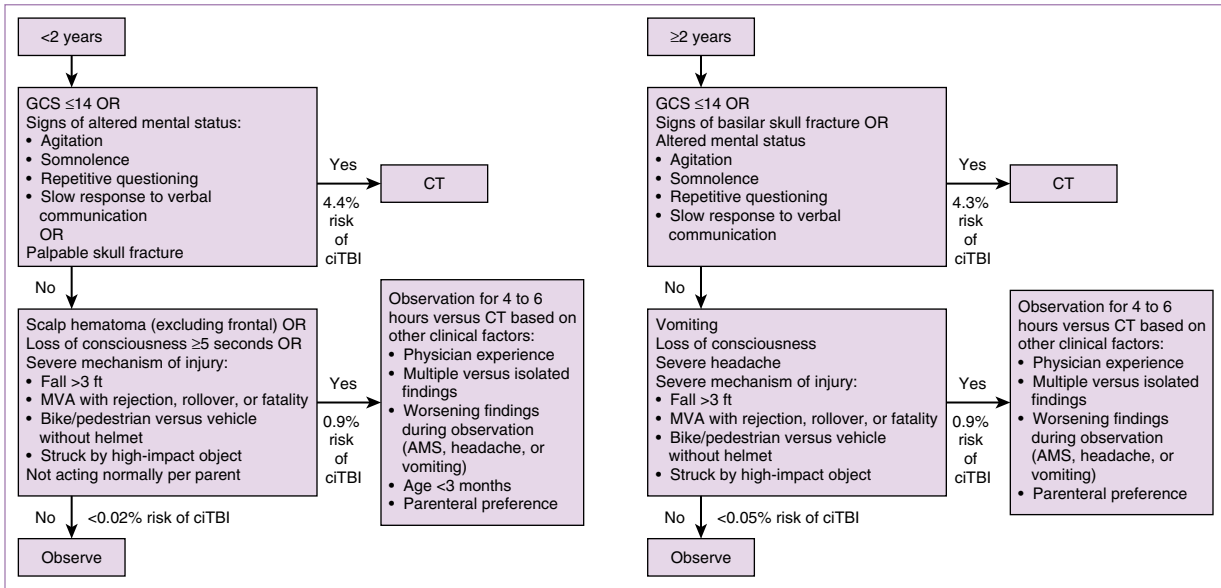 <2 years
GCS ≤14 OR
Signs of altered mental status:
• Agitation
• Somnolence
• Repetitive questioning
• Slow response to verbal
communication
OR
Palpable skull fracture
Yes
4.4%
risk
of
ciTBI
CT
No
Scalp hematoma (excluding frontal) OR
Loss of consciousness ≥5 seconds OR
Severe mechanism of injury:
• Fall >3 ft
• MVA with rejection, rollover, or fatality
• Bike/pedestrian versus vehicle
without helmet
• Struck by high-impact object
Not acting normally per parent
Yes
0.9%
risk
of
ciTBI
Observation for 4 to 6
hours versus CT based on
other clinical factors:
• Physician experience
• Multiple versus isolated
findings
• Worsening findings
during observation
(AMS, headache, or
vomiting)
• Age <3 months
• Parenteral preference
No
<0.02% risk of ciTBI
Observe
≥2 years
GCS ≤14 OR
Signs of basilar skull fracture OR
Altered mental status
• Agitation
• Somnolence
• Repetitive questioning
• Slow response to verbal
communication
Yes
4.3%
risk
of
ciTBI
CT
No
Vomiting
Loss of consciousness
Severe headache
Severe mechanism of injury:
• Fall >3 ft
• MVA with rejection, rollover, or fatality
• Bike/pedestrian versus vehicle
without helmet
• Struck by high-impact object
Yes
0.9%
risk
of
ciTBI
Observation for 4 to 6
hours versus CT based on
other clinical factors:
• Physician experience
• Multiple versus isolated
findings
• Worsening findings
during observation
(AMS, headache, or
vomiting)
• Parenteral preference
No
<0.05% risk of ciTBI
Observe